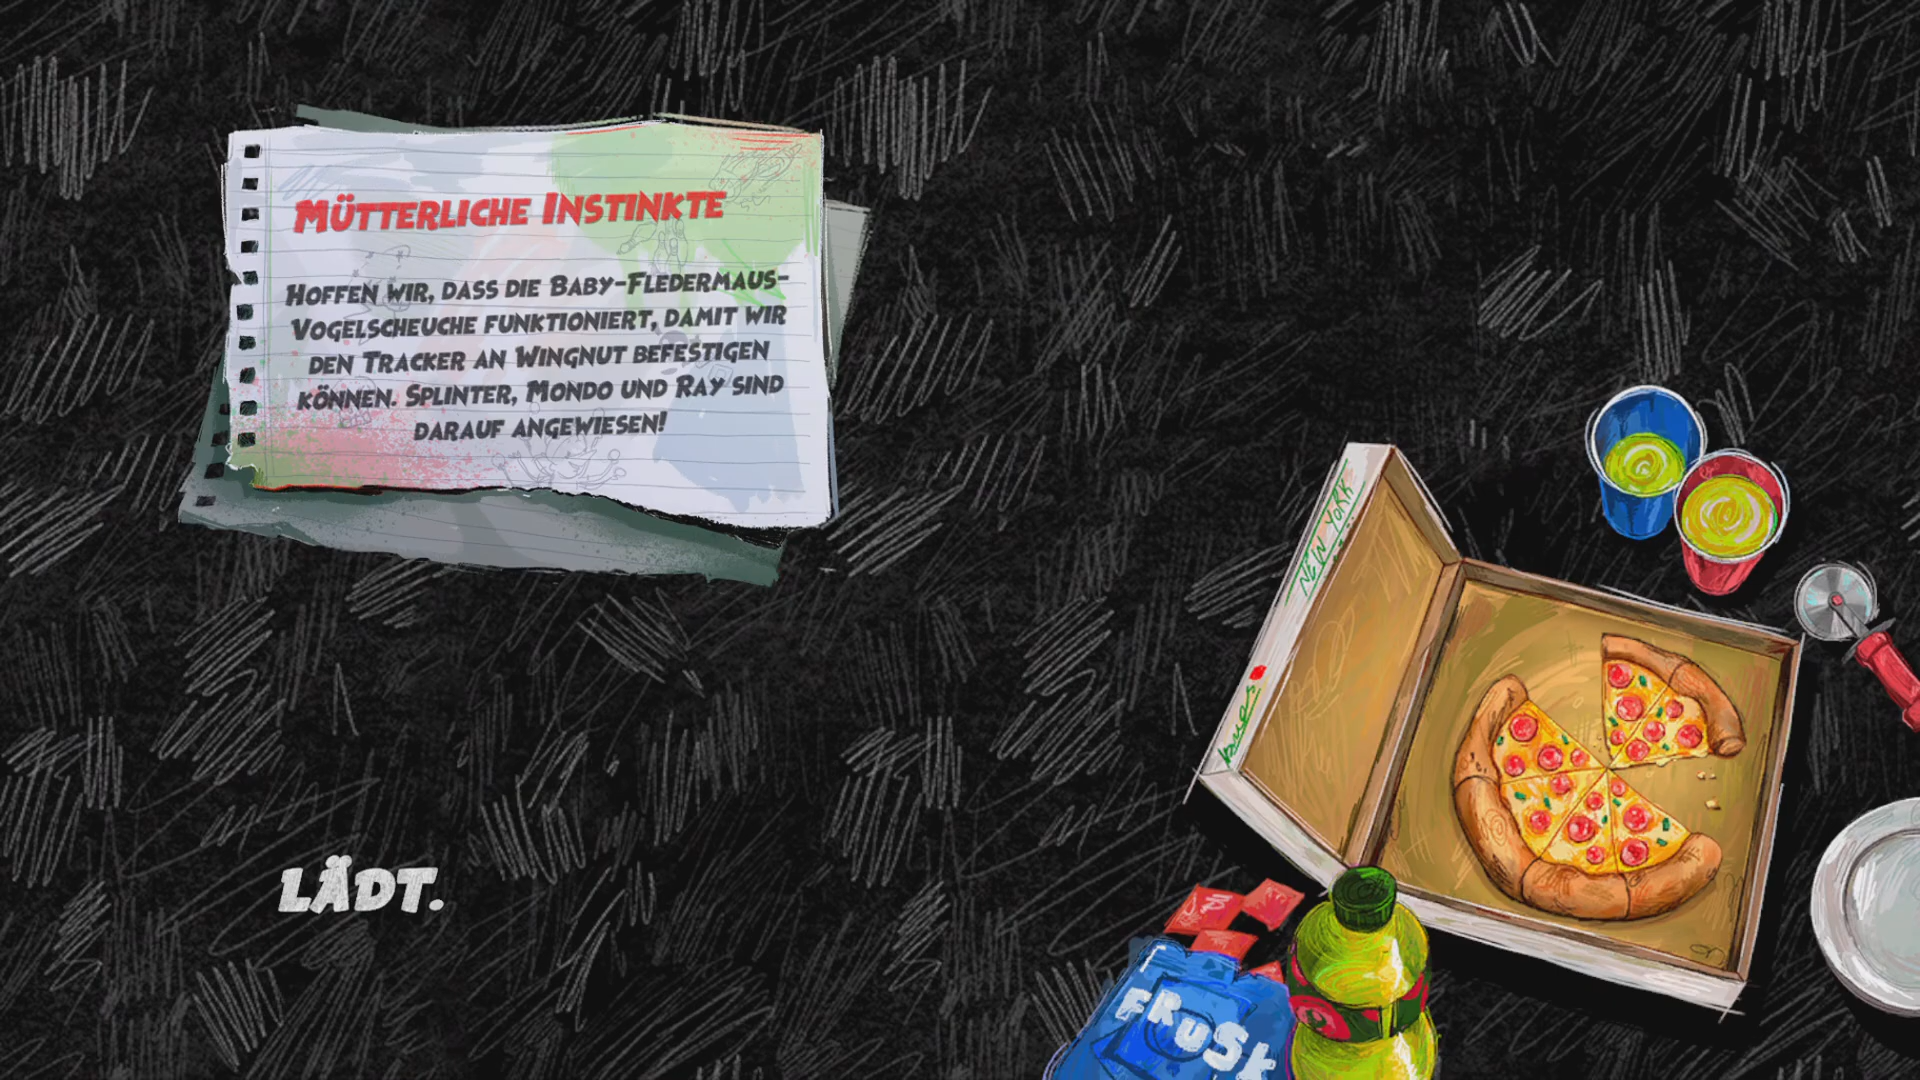 Mütterliche Instinkte
Hoffen wir, dass die Baby-Fledermaus-
Vogelscheuche funktioniert, damit wir
den Tracker an Wingnut befestigen
können. Splinter, Mondo und Ray sind
darauf angewiesen!
NEW YORK
LÄDT.
FRUSK